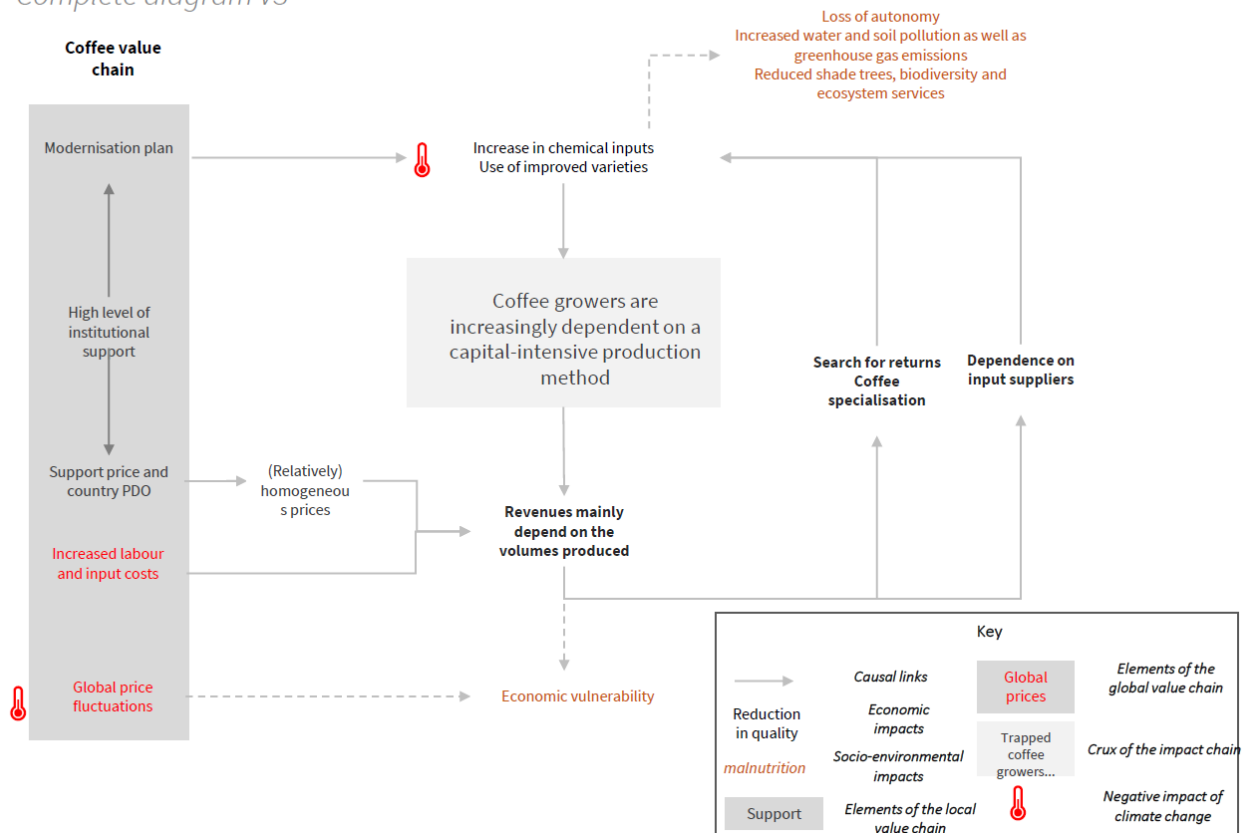 Complete diagram v3
Loss of autonomy
Increased water and soil pollution as well as
greenhouse gas emissions
Reduced shade trees, biodiversity and
ecosystem services
Coffee value
chain
Modernisation plan
Increase in chemical inputs
Use of improved varieties
High level of
institutional
support
Coffee growers are
increasingly dependent on a
capital-intensive production
method
Search for returns
Coffee
specialisation
Dependence on
input suppliers
Support price and
country PDO
(Relatively)
homogeneou
s prices
Revenues mainly
depend on the
volumes produced
Increased labour
and input costs
Global price
fluctuations
Economic vulnerability
Key
Causal links
Global
prices
Elements of the
global value chain
Reduction
in quality
Economic
impacts
Trapped
coffee
growers...
Crux of the impact chain
malnutrition
Socio-environmental
impacts
Support
Elements of the local
value chain
Negative impact of
climate change